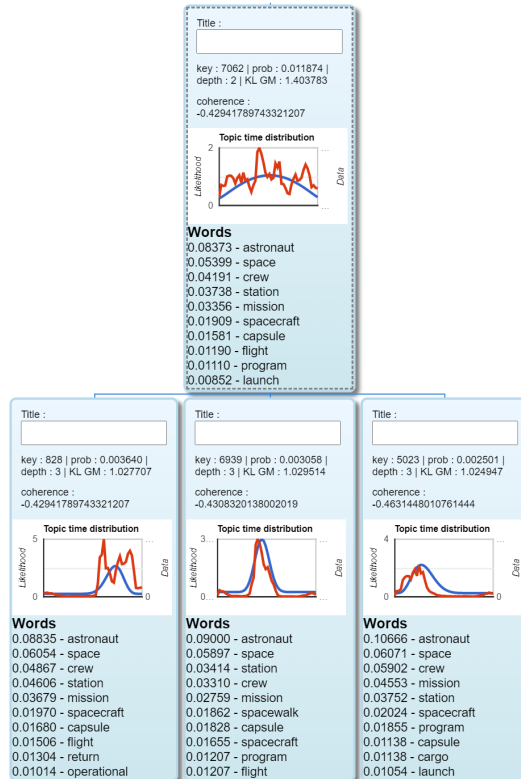 Title :
key : 7062 | prob : 0.011874 |
depth : 2 | KL GM : 1.403783
coherence :
-0.42941789743321207
Topic time distribution
2
...
Likelihood
Data
0
...
Words
0.08373 - astronaut
0.05399 - space
0.04191 - crew
0.03738 - station
0.03356 - mission
0.01909 - spacecraft
0.01581 - capsule
0.01190 - flight
0.01110 - program
0.00852 - launch
Title :
key : 828 | prob : 0.003640 |
depth : 3 | KL GM : 1.027707
coherence :
-0.42941789743321207
Topic time distribution
5
...
Likelihood
Data
0
0
Words
0.08835 - astronaut
0.06054 - space
0.04867 - crew
0.04606 - station
0.03679 - mission
0.01970 - spacecraft
0.01680 - capsule
0.01506 - flight
0.01304 - return
0.01014 - operational
Title :
key : 6939 | prob : 0.003058 |
depth : 3 | KL GM : 1.029514
coherence :
-0.4308320138002019
Topic time distribution
3...
...
Likelihood
Data
0...
...
Words
0.09000 - astronaut
0.05897 - space
0.03414 - station
0.03310 - crew
0.02759 - mission
0.01862 - spacewalk
0.01828 - capsule
0.01655 - spacecraft
0.01207 - program
0.01207 - flight
Title :
key : 5023 | prob : 0.002501 |
depth : 3 | KL GM : 1.024947
coherence :
-0.4631448010761444
Topic time distribution
4
...
Likelihood
Data
0
0
Words
0.10666 - astronaut
0.06071 - space
0.05902 - crew
0.04553 - mission
0.03752 - station
0.02024 - spacecraft
0.01855 - program
0.01138 - capsule
0.01138 - cargo
0.01054 - launch